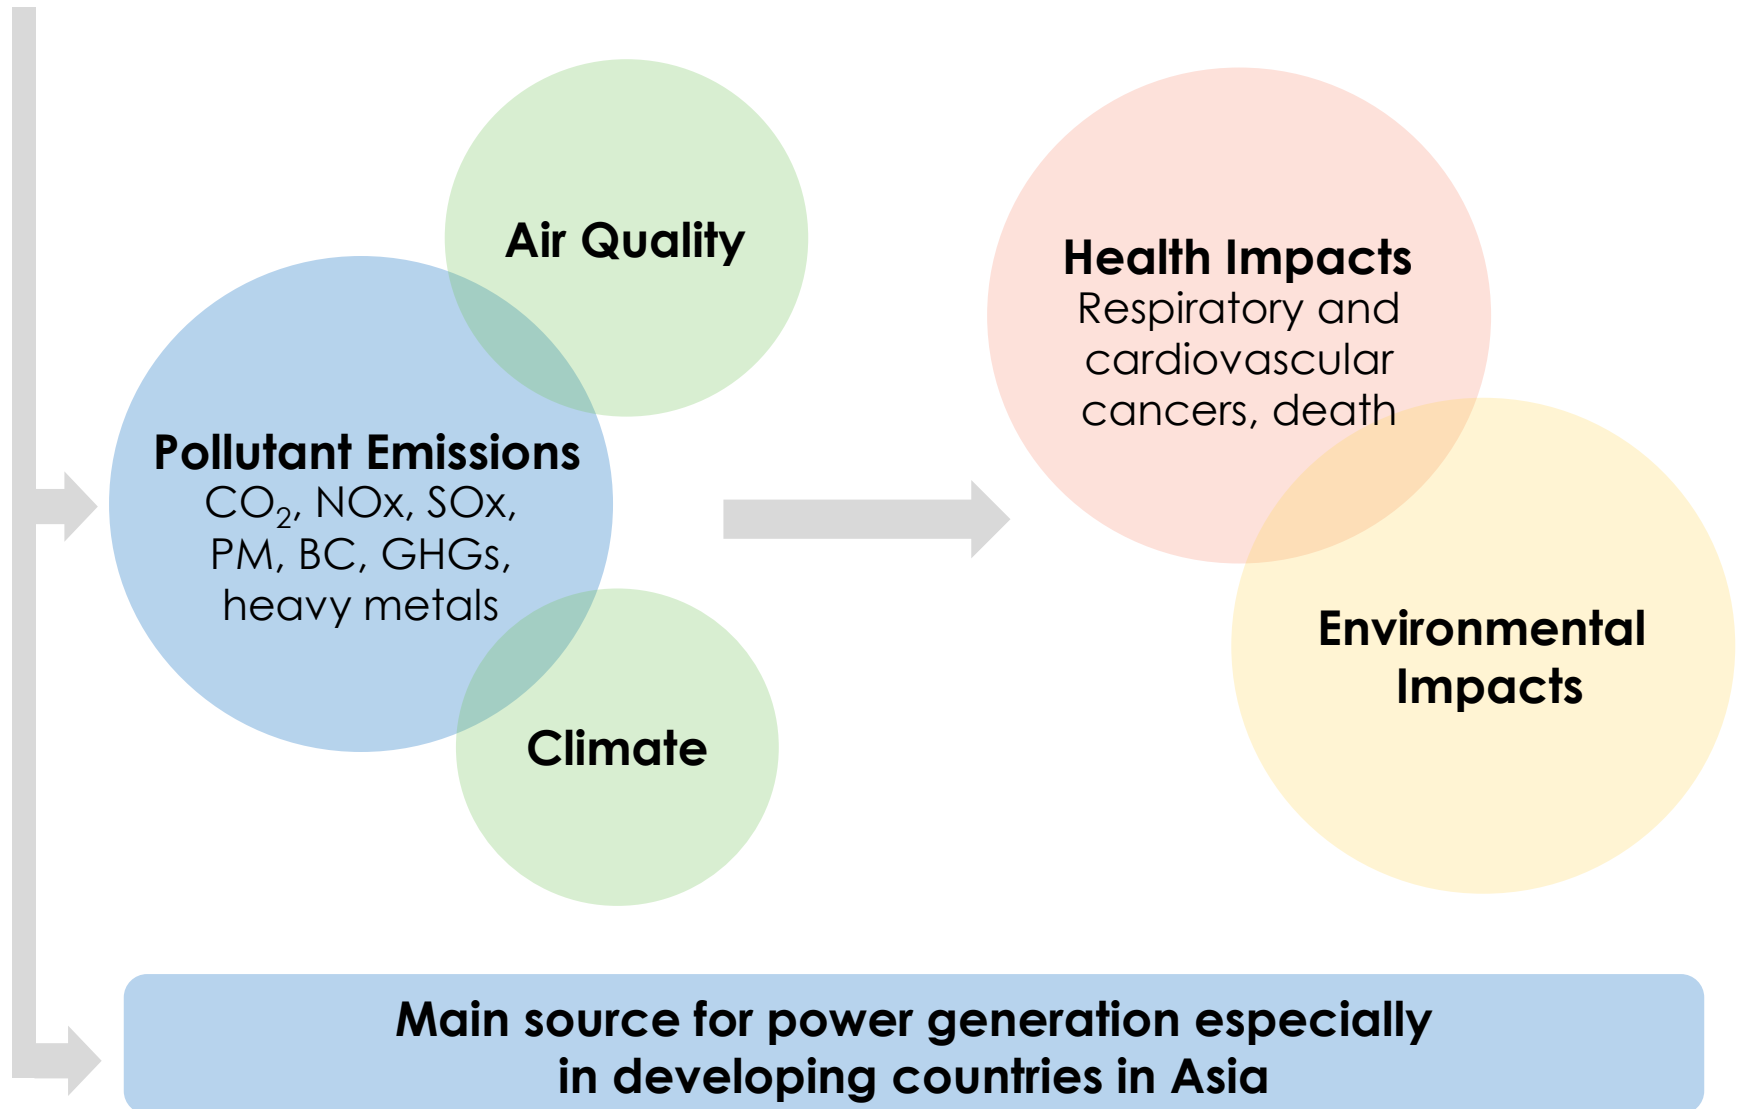 Air Quality
Pollutant Emissions
CO₂, NOx, SOx,
PM, BC, GHGs,
heavy metals
Climate
Health Impacts
Respiratory and
cardiovascular
cancers, death
Environmental
Impacts
Main source for power generation especially
in developing countries in Asia